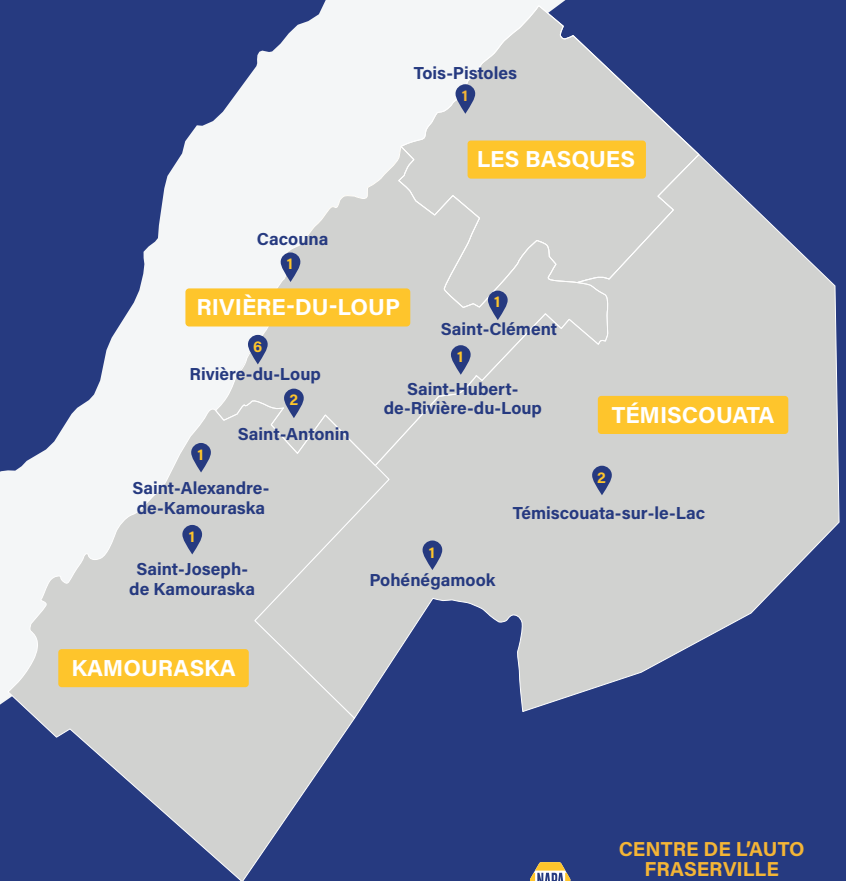 Tois-Pistoles
1
LES BASQUES
Cacouna
1
RIVIÈRE-DU-LOUP
1
Saint-Clément
6
Rivière-du-Loup
1
Saint-Hubert-
de-Rivière-du-Loup
2
Saint-Antonin
TÉMISCOUATA
1
Saint-Alexandre-
de-Kamouraska
2
Témiscouata-sur-le-Lac
1
Saint-Joseph-
de Kamouraska
1
Pohénégamook
KAMOURASKA
CENTRE DE L'AUTO
FRASERVILLE
NAPA